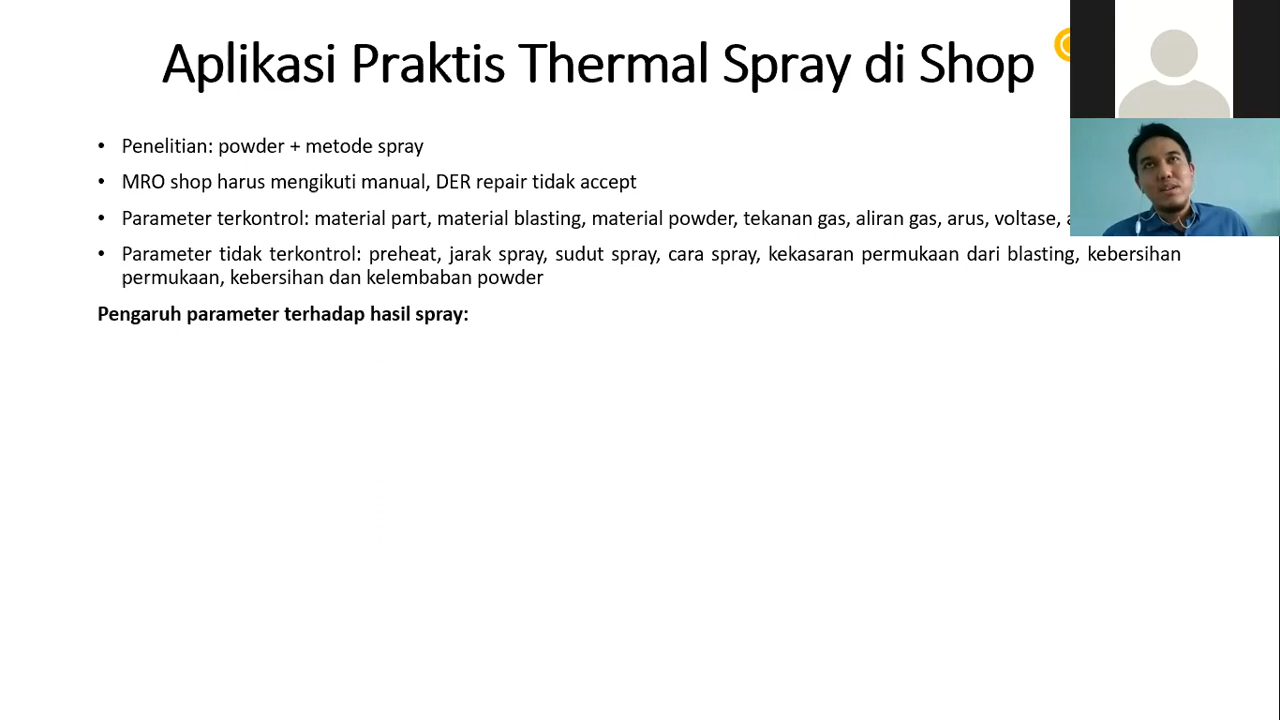 Aplikasi Praktis Thermal Spray di Shop
• Penelitian: powder + metode spray
• MRO shop harus mengikuti manual, DER repair tidak accept
• Parameter terkontrol: material part, material blasting, material powder, tekanan gas, aliran gas, arus, voltase,
• Parameter tidak terkontrol: preheat, jarak spray, sudut spray, cara spray, kekasaran permukaan dari blasting, kebersihan
permukaan, kebersihan dan kelembaban powder
Pengaruh parameter terhadap hasil spray: